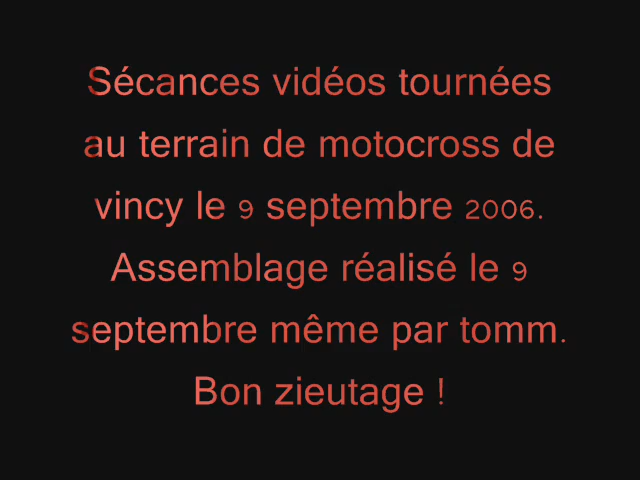 Sécances vidéos tournées
au terrain de motocross de
vincy le 9 septembre 2006.
Assemblage réalisé le 9
septembre même par tomm.
Bon zieutage !